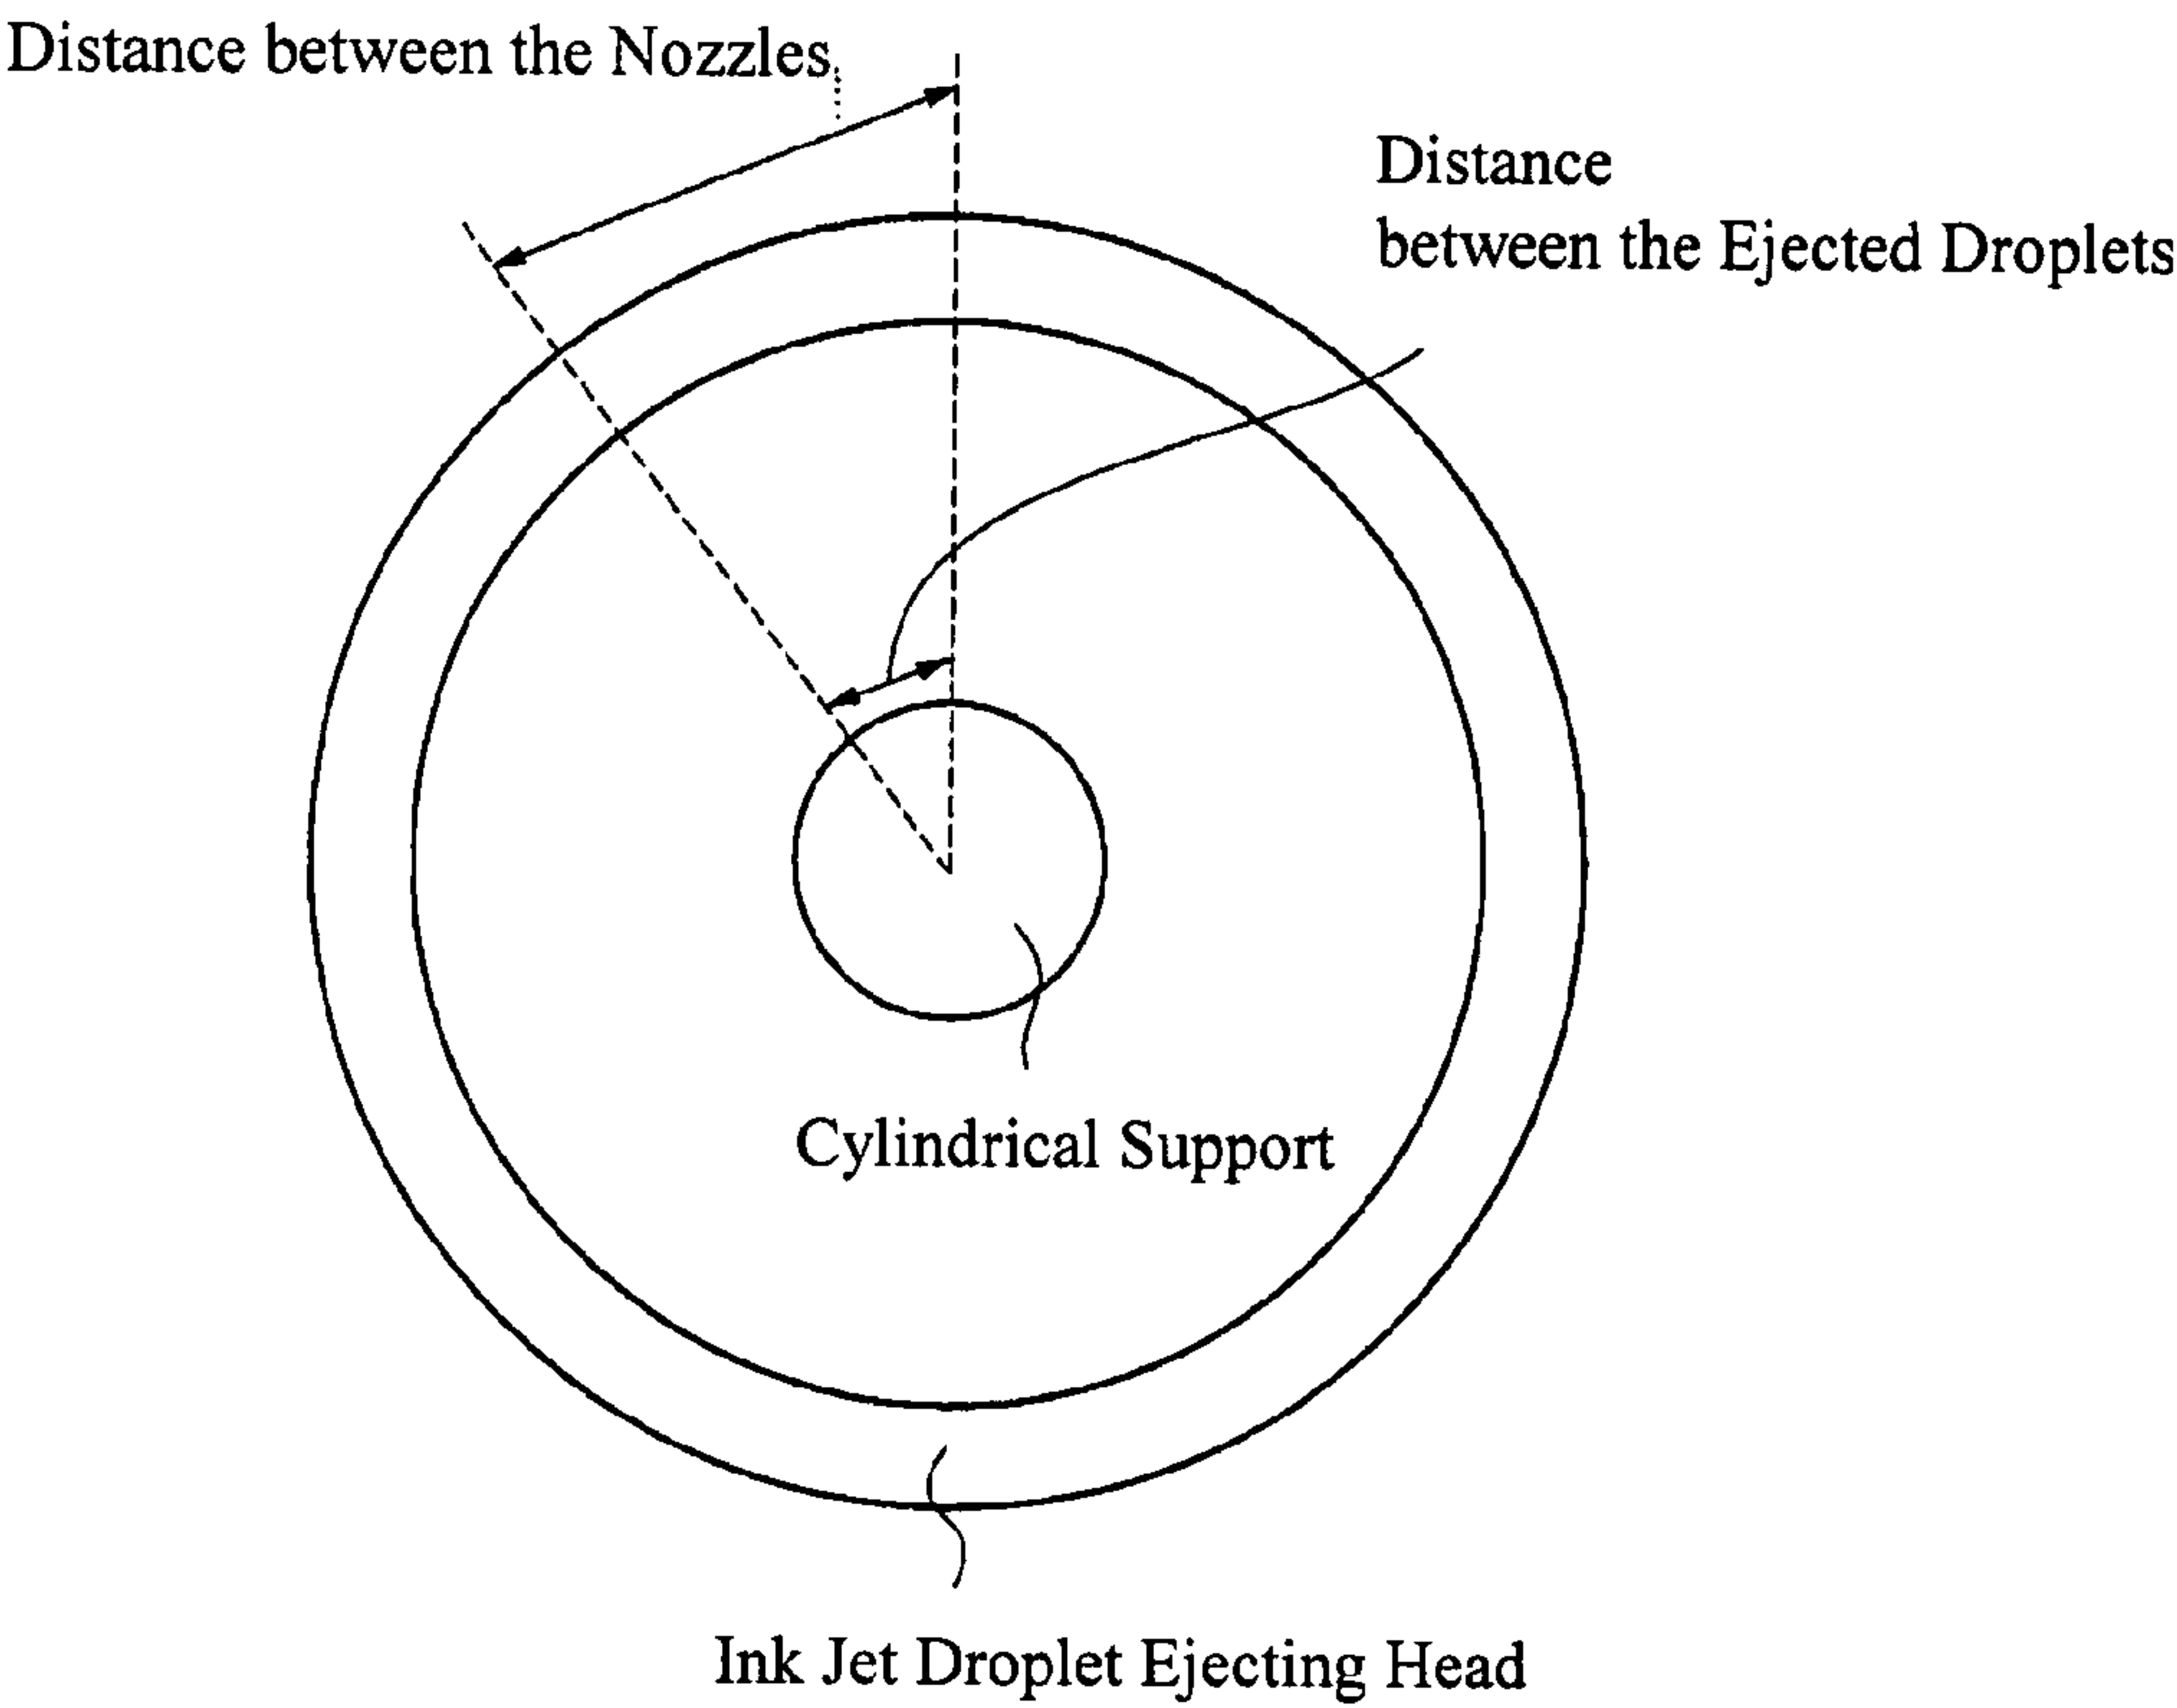 Distance between the Nozzles
Distance
between the Ejected Droplets
Cylindrical Support
Ink Jet Droplet Ejecting Head